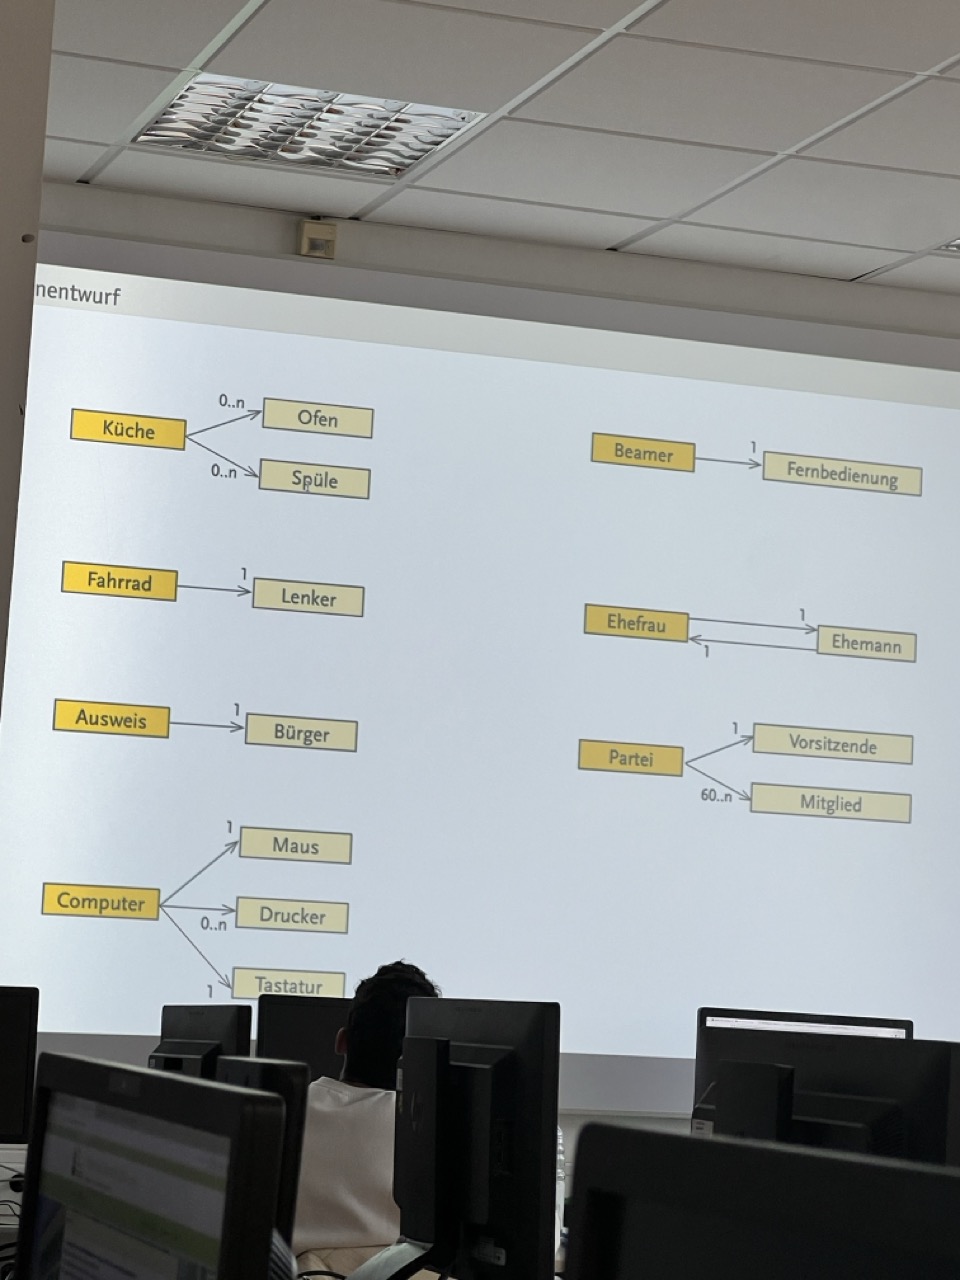 nentwurf
0..n
Ofen
Küche
0..n
Spüle
1
Fahrrad
Lenker
1
Ausweis
Bürger
1
Maus
Computer
0..n
Drucker
1
Tastatur
1
Beamer
Fernbedienung
1
Ehefrau
Ehemann
1
1
Vorsitzende
Partei
60..n
Mitglied